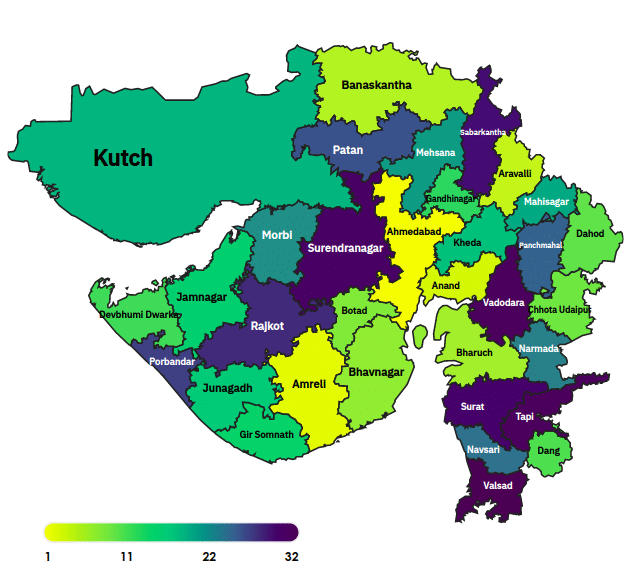 Banaskantha
Sabarkantha
Patan
Mehsana
Kutch
Aravalli
Gandhinagar
Mahisagar
Ahmedabad
Morbi
Dahod
Kheda
Panchmahal
Surendranagar
Anand
Jamnagar
Vadodara
Devbhumi Dwarka
Botad
Chhota Udaipur
Rajkot
Narmada
Bharuch
Porbandar
Bhavnagar
Amreli
Junagadh
Surat
Tapi
Gir Somnath
Navsari
Dang
Valsad
1 11 22 32